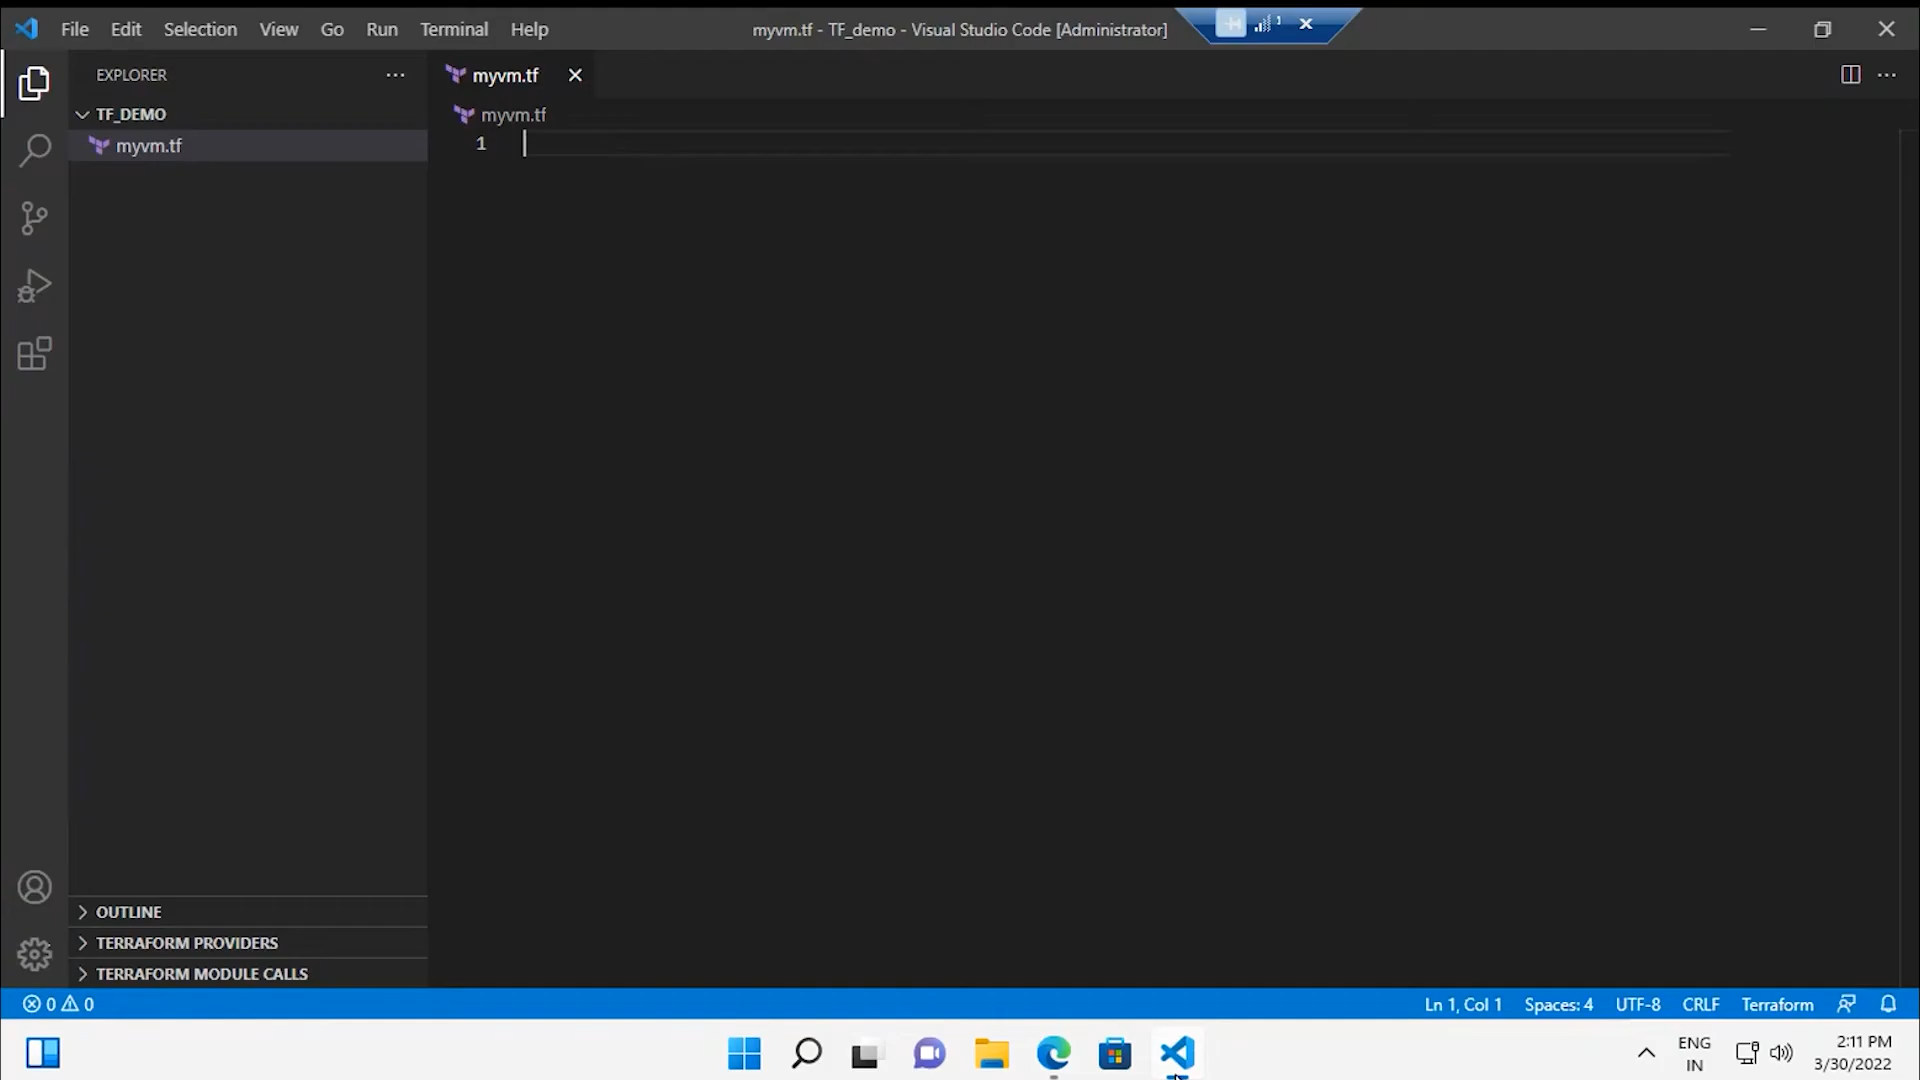 File Edit Selection View Go Run Terminal Help
myvm.tf - TF_demo - Visual Studio Code [Administrator]
1
EXPLORER
myvm.tf
TF_DEMO
myvm.tf
myvm.tf
1
OUTLINE
TERRAFORM PROVIDERS
TERRAFORM MODULE CALLS
0 0
Ln 1, Col 1 Spaces: 4 UTF-8 CRLF Terraform
ENG
IN
2:11 PM
3/30/2022